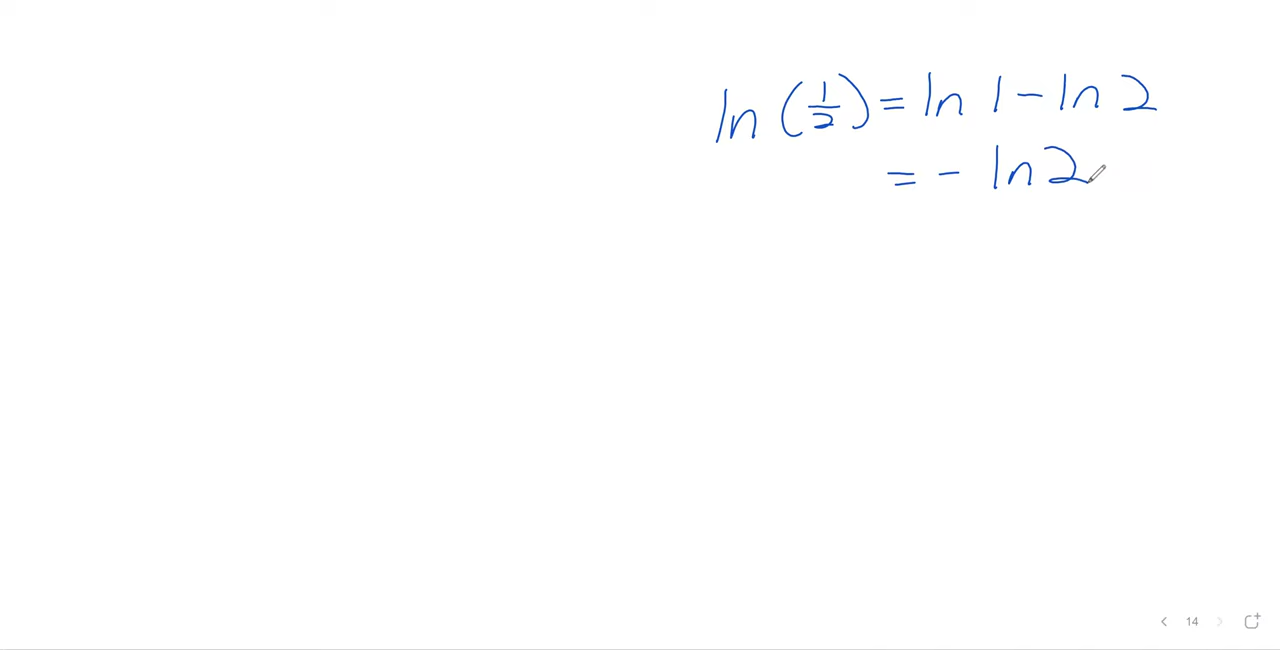 ln (1/2) = ln 1 - ln 2
= - ln 2
14